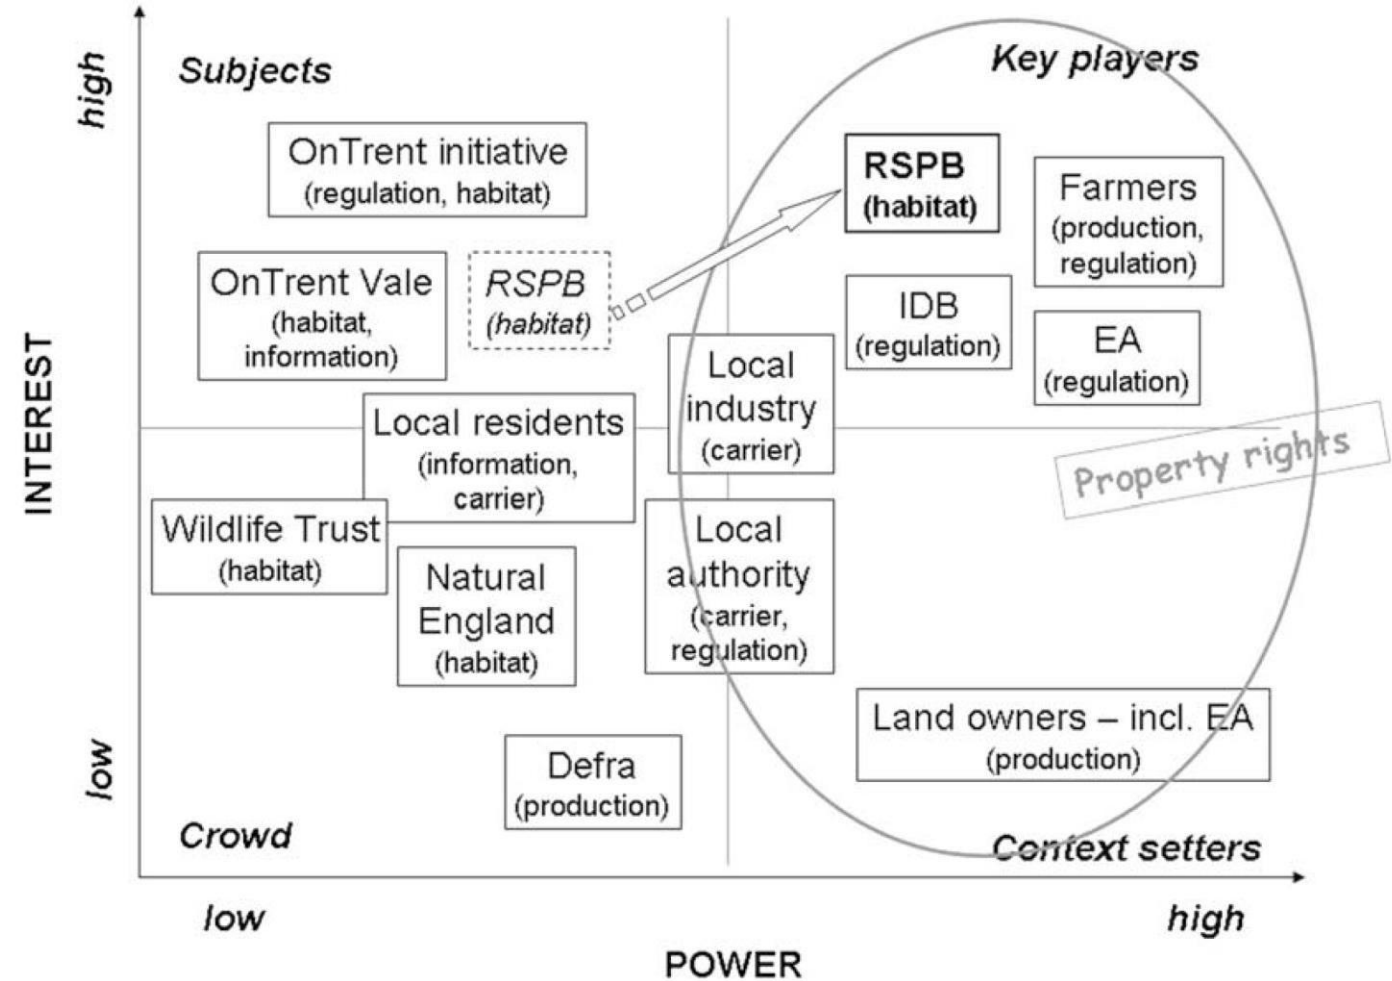 high
Subjects
Key players
OnTrent initiative
(regulation, habitat)
RSPB
(habitat)
Farmers
(production,
regulation)
OnTrent Vale
(habitat,
information)
RSPB
(habitat)
IDB
(regulation)
EA
(regulation)
Local
industry
(carrier)
INTEREST
Local residents
(information,
carrier)
Property rights
Wildlife Trust
(habitat)
Natural
England
(habitat)
Local
authority
(carrier,
regulation)
Land owners – incl. EA
(production)
Defra
(production)
low
Crowd
Context setters
low
high
POWER